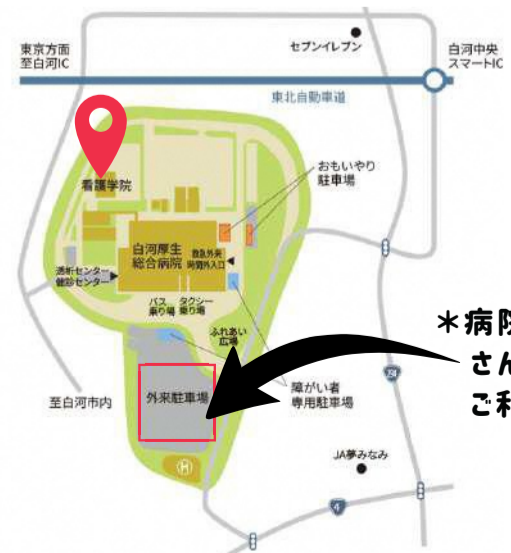 東京方面
至白河IC
セブンイレブン
白河中央
スマートIC
東北自動車道
看護学院
おもいやり
駐車場
白河厚生
総合病院
救急外来
時間外入口
透析センター
健診センター
バス
乗り場
タクシー
乗り場
ふれあい
広場
*病院
さん
ご利
至白河市内
外来駐車場
障がい者
専用駐車場
JA夢みなみ
H
4